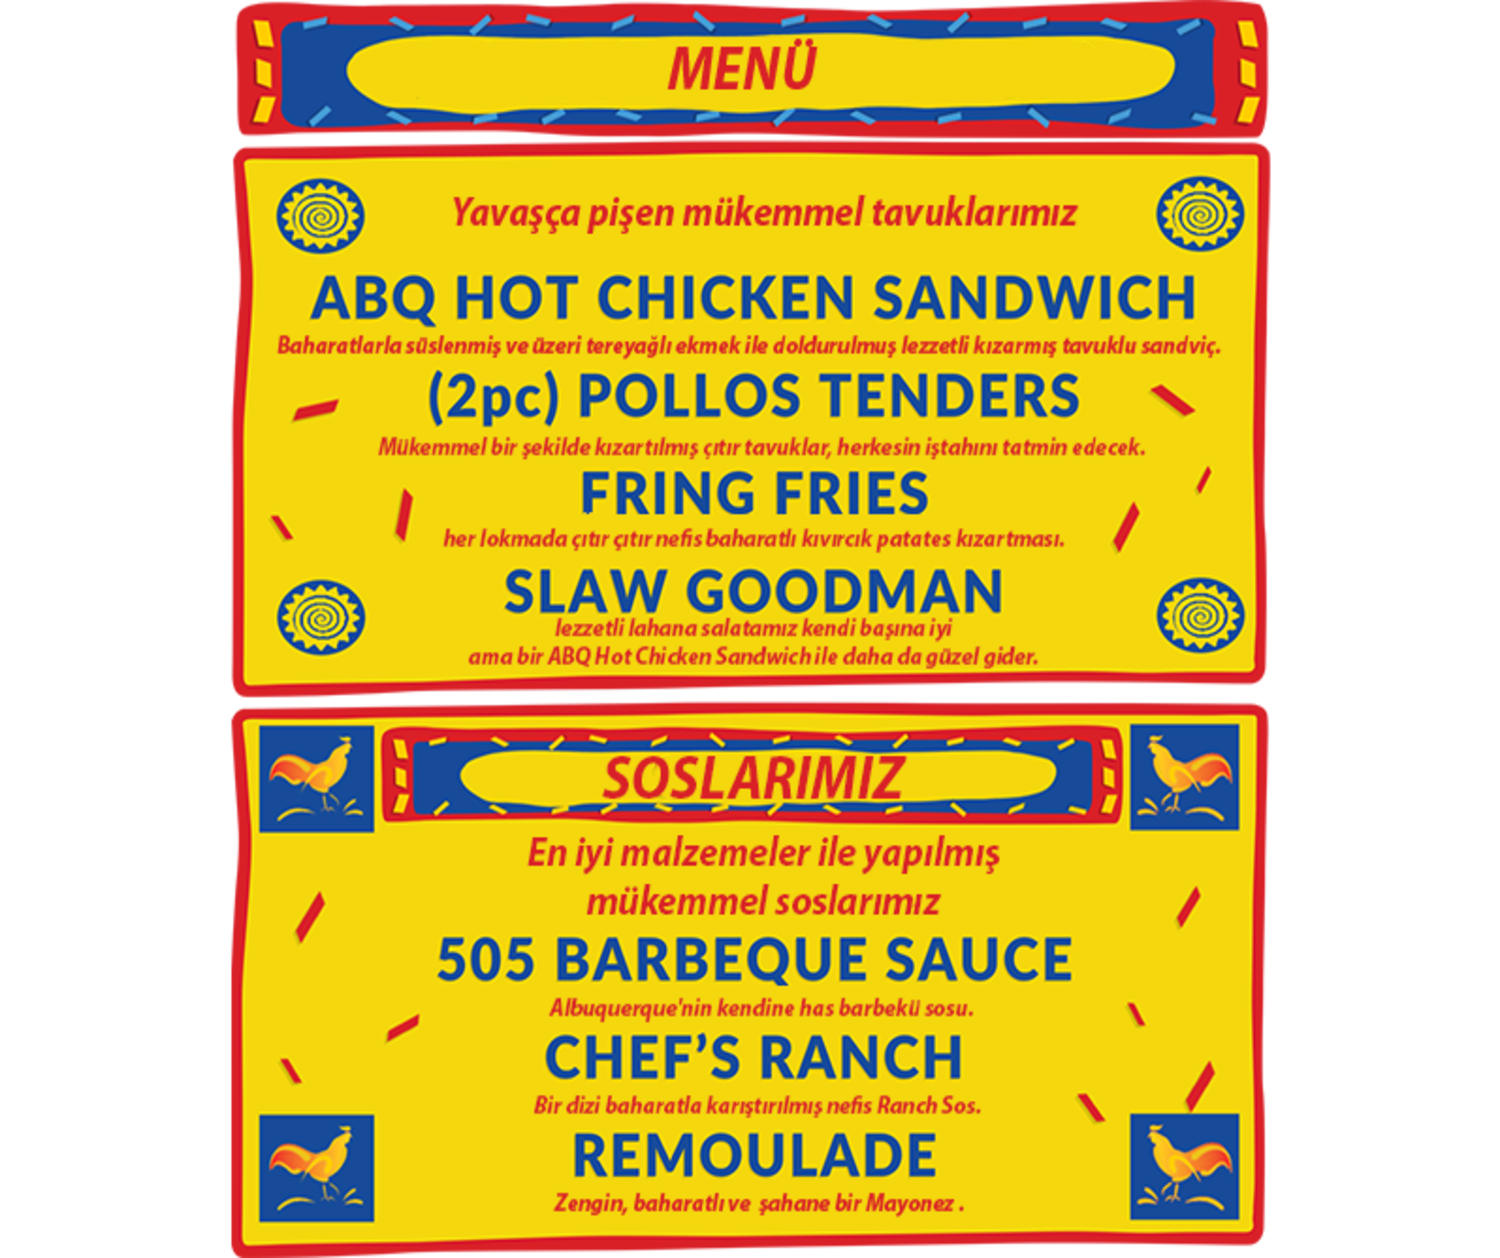 MENÜ
Yavaşça pişen mükemmel tavuklarımız
ABQ HOT CHICKEN SANDWICH
Baharatlarla süslenmiş ve üzeri tereyağlı ekmek ile doldurulmuş lezzetli kızarmış tavuklu sandviç.
(2pc) POLLOS TENDERS
Mükemmel bir şekilde kızartılmış çıtır tavuklar, herkesin iştahını tatmin edecek.
FRING FRIES
her lokmada çıtır çıtır nefis baharatlı kıvırcık patates kızartması.
SLAW GOODMAN
lezzetli lahana salatamız kendi başına iyi
ama bir ABQ Hot Chicken Sandwich ile daha da güzel gider.
SOSLARIMIZ
En iyi malzemeler ile yapılmış
mükemmel soslarımız
505 BARBEQUE SAUCE
Albuquerque'nin kendine has barbekü sosu.
CHEF’S RANCH
Bir dizi baharatla karıştırılmış nefis Ranch Sos.
REMOULADE
Zengin, baharatlı ve şahane bir Mayonez .